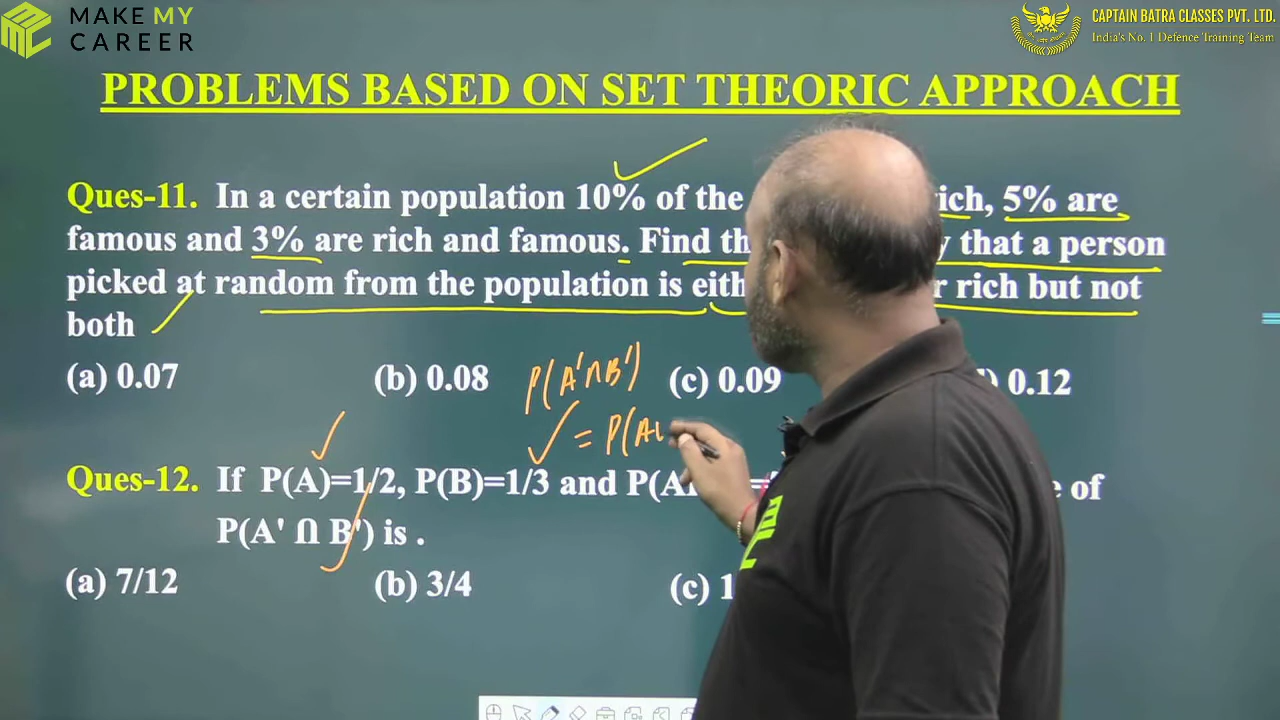 MAKE MY
CAREER
CAPTAIN BATRA CLASSES PVT. LTD.
India's No. 1 Defence Training Team
PROBLEMS BASED ON SET THEORIC APPROACH
Ques-11. In a certain population 10% of the rich, 5% are
famous and 3% are rich and famous. Find that a person
picked at random from the population is rich but not
both
(a) 0.07 (b) 0.08 (c) 0.09 0.12
P(A'∩B')
= P(A
Ques-12. If P(A)=1/2, P(B)=1/3 and of
P(A' ∩ B') is .
(a) 7/12 (b) 3/4 (c)